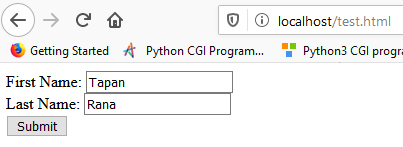 localhost/test.html
Getting Started Python CGI Program... Python3 CGI progra
First Name: Tapan
Last Name: Rana
Submit